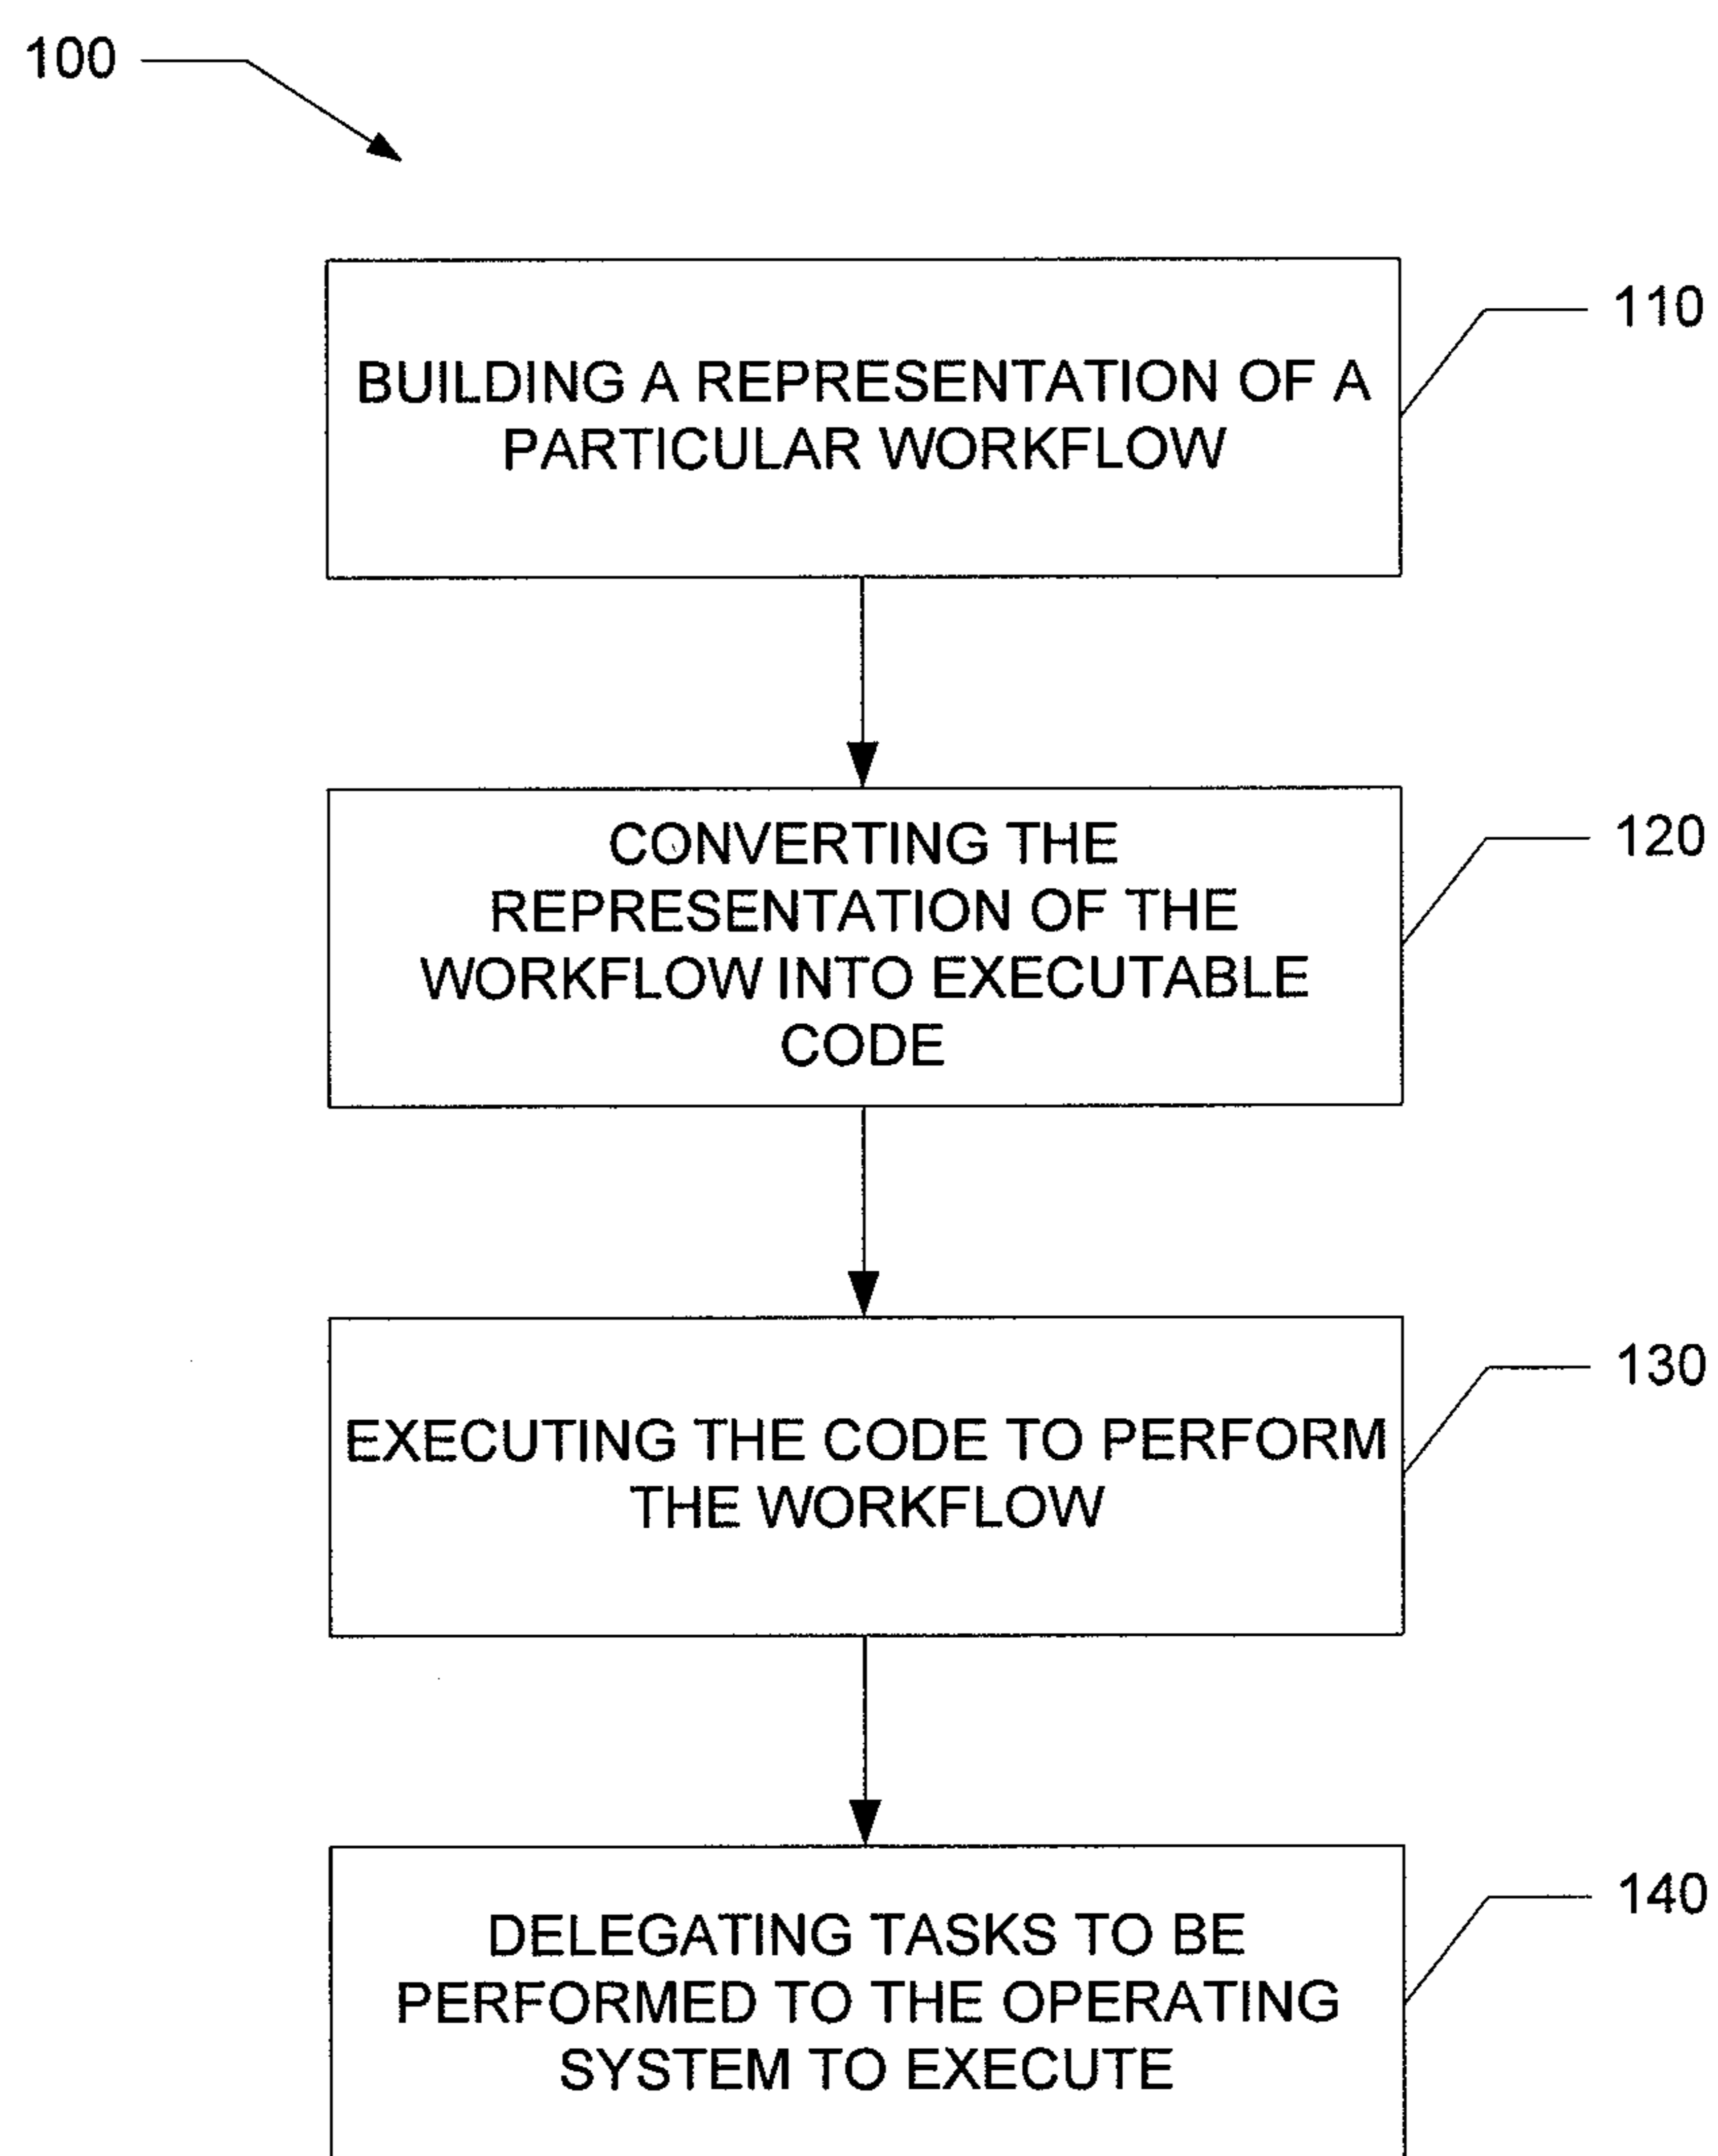 100
110
BUILDING A REPRESENTATION OF A
PARTICULAR WORKFLOW
120
CONVERTING THE
REPRESENTATION OF THE
WORKFLOW INTO EXECUTABLE
CODE
130
EXECUTING THE CODE TO PERFORM
THE WORKFLOW
140
DELEGATING TASKS TO BE
PERFORMED TO THE OPERATING
SYSTEM TO EXECUTE